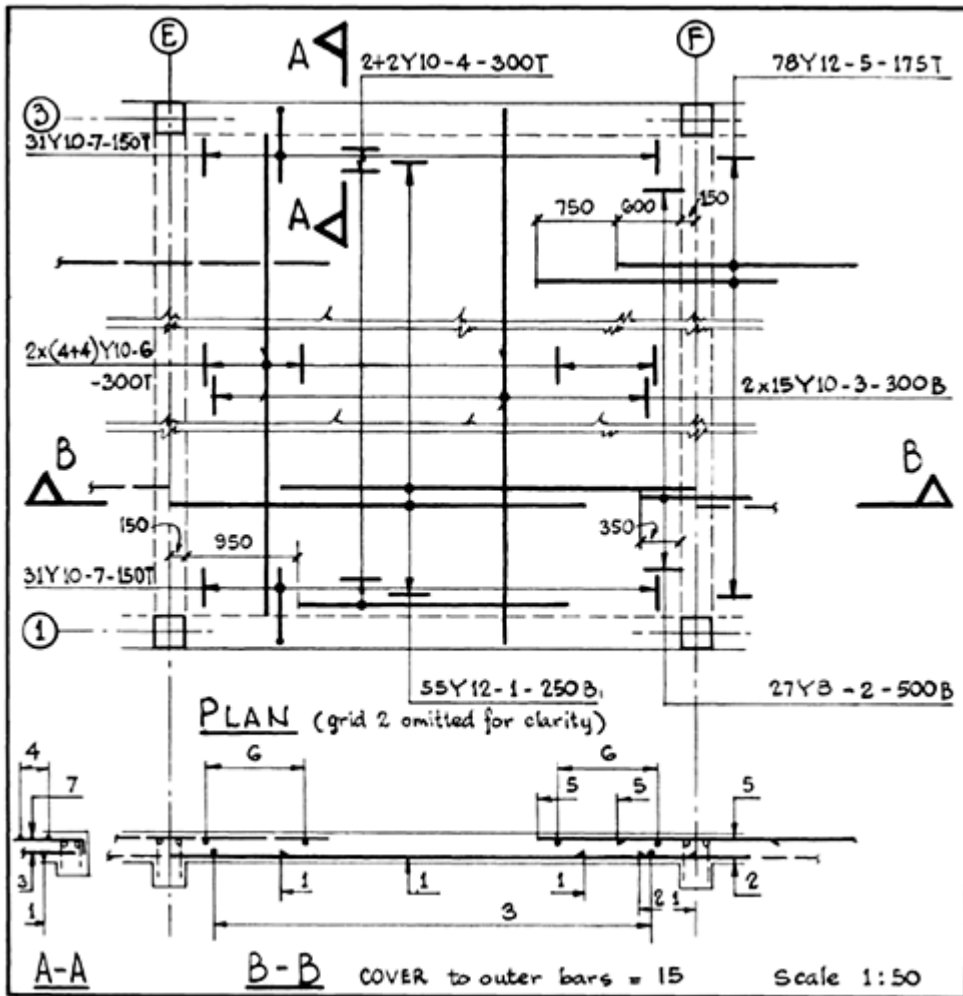 E
A
2+2Y10-4-300T
F
78Y12-5-175T
3
31Y10-7-150T
A
750
600
150
2x(4+4)Y10-6
-300T
2x15Y10-3-300B
B
B
150
950
350
31Y10-7-150T
1
55Y12-1-250B
27Y8-2-500B
PLAN (grid 2 omitted for clarity)
4
6
6
7
5
5
5
3
1
1
1
1
2
1
2
3
A-A
B-B
COVER to outer bars = 15
Scale 1:50